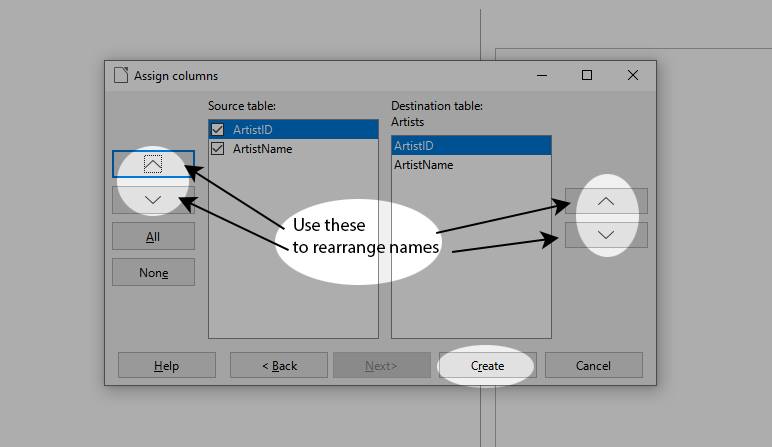 Assign columns
Source table:
Destination table:
Artists
ArtistID
ArtistName
ArtistID
ArtistName
All
None
Use these
to rearrange names
Help
< Back
Next>
Create
Cancel